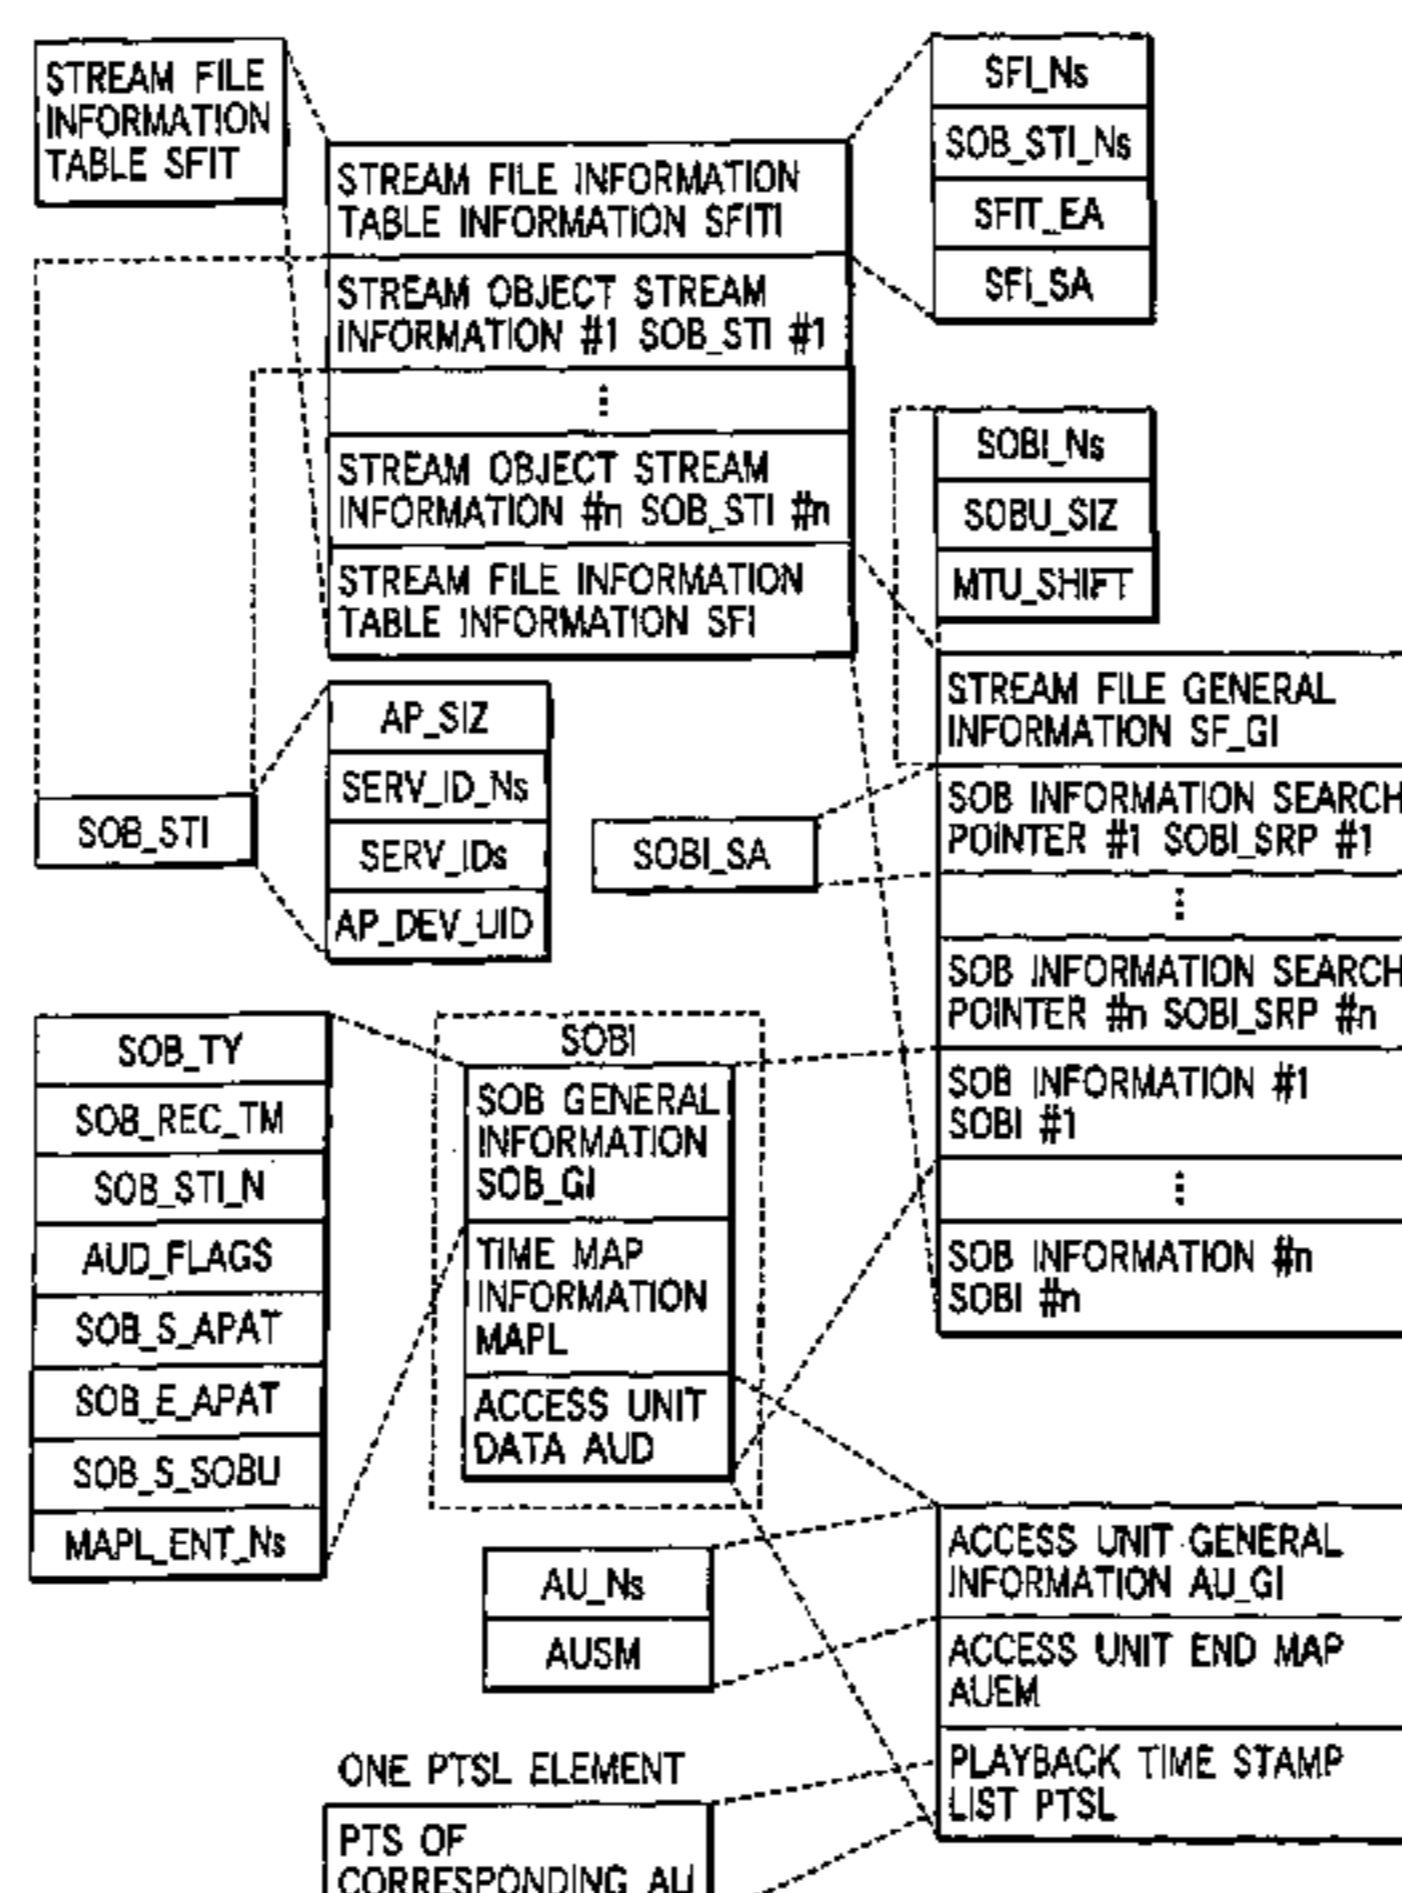 STREAM FILE
INFORMATION
TABLE SFIT
STREAM FILE INFORMATION
TABLE INFORMATION SFITI
STREAM OBJECT STREAM
INFORMATION #1 SOB_STI #1
⋮
STREAM OBJECT STREAM
INFORMATION #n SOB_STI #n
STREAM FILE INFORMATION
TABLE INFORMATION SFI
SFI_Ns
SOB_STI_Ns
SFIT_EA
SFI_SA
SOBI_Ns
SOBU_SIZ
MTU_SHIFT
STREAM FILE GENERAL
INFORMATION SF_GI
SOB INFORMATION SEARCH
POINTER #1 SOBI_SRP #1
⋮
SOB INFORMATION SEARCH
POINTER #n SOBI_SRP #n
SOB INFORMATION #1
SOBI #1
⋮
SOB INFORMATION #n
SOBI #n
AP_SIZ
SERV_ID_Ns
SERV_IDs
AP_DEV_UID
SOB_STI
SOBI_SA
SOB_TY
SOB_REC_TM
SOB_STI_N
AUD_FLAGS
SOB_S_APAT
SOB_E_APAT
SOB_S_SOBU
MAPL_ENT_Ns
SOBI
SOB GENERAL
INFORMATION
SOB_GI
TIME MAP
INFORMATION
MAPL
ACCESS UNIT
DATA AUD
AU_Ns
AUSM
ACCESS UNIT GENERAL
INFORMATION AU_GI
ACCESS UNIT END MAP
AUEM
PLAYBACK TIME STAMP
LIST PTSL
ONE PTSL ELEMENT
PTS OF
CORRESPONDING AU